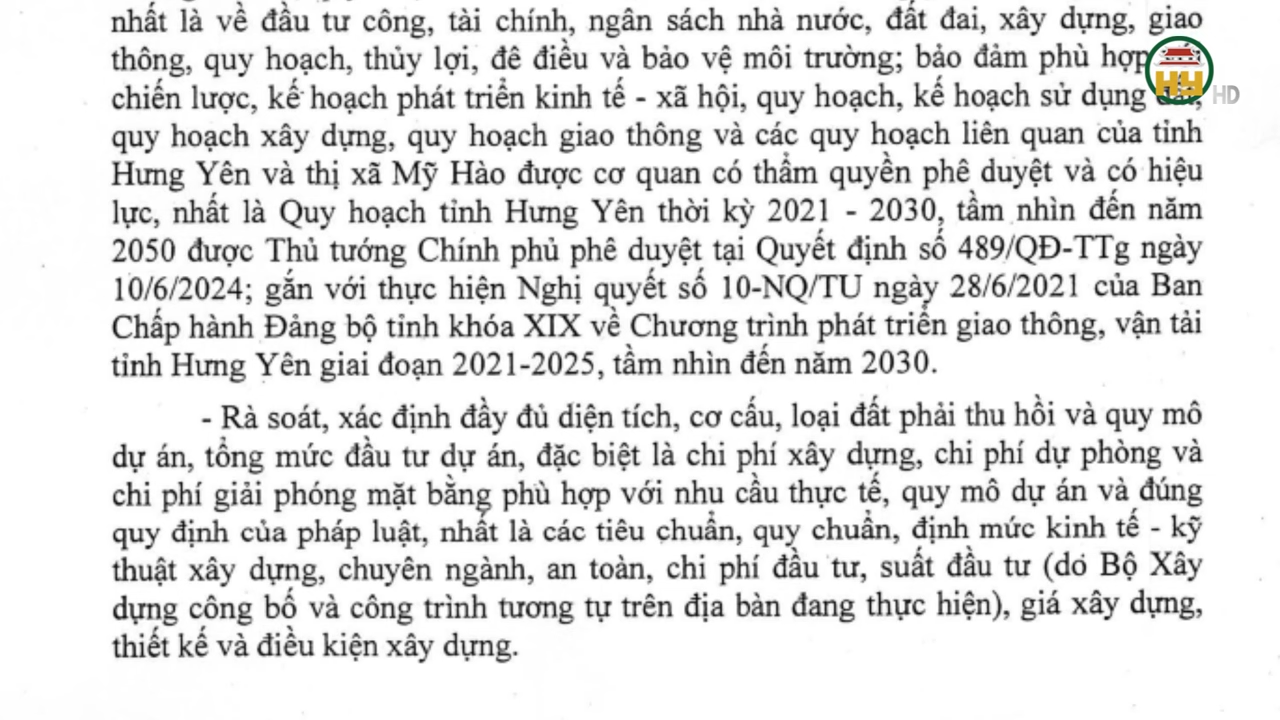 nhất là về đầu tư công, tài chính, ngân sách nhà nước, đất đai, xây dựng, giao
thông, quy hoạch, thủy lợi, đê điều và bảo vệ môi trường; bảo đảm phù hợp
chiến lược, kế hoạch phát triển kinh tế - xã hội, quy hoạch, kế hoạch sử dụng đất,
quy hoạch xây dựng, quy hoạch giao thông và các quy hoạch liên quan của tỉnh
Hưng Yên và thị xã Mỹ Hào được cơ quan có thẩm quyền phê duyệt và có hiệu
lực, nhất là Quy hoạch tỉnh Hưng Yên thời kỳ 2021 - 2030, tầm nhìn đến năm
2050 được Thủ tướng Chính phủ phê duyệt tại Quyết định số 489/QĐ-TTg ngày
10/6/2024; gắn với thực hiện Nghị quyết số 10-NQ/TU ngày 28/6/2021 của Ban
Chấp hành Đảng bộ tỉnh khóa XIX về Chương trình phát triển giao thông, vận tải
tỉnh Hưng Yên giai đoạn 2021-2025, tầm nhìn đến năm 2030.
- Rà soát, xác định đầy đủ diện tích, cơ cấu, loại đất phải thu hồi và quy mô
dự án, tổng mức đầu tư dự án, đặc biệt là chi phí xây dựng, chi phí dự phòng và
chi phí giải phóng mặt bằng phù hợp với nhu cầu thực tế, quy mô dự án và đúng
quy định của pháp luật, nhất là các tiêu chuẩn, quy chuẩn, định mức kinh tế - kỹ
thuật xây dựng, chuyên ngành, an toàn, chi phí đầu tư, suất đầu tư (do Bộ Xây
dựng công bố và công trình tương tự trên địa bàn đang thực hiện), giá xây dựng,
thiết kế và điều kiện xây dựng.
HY HD